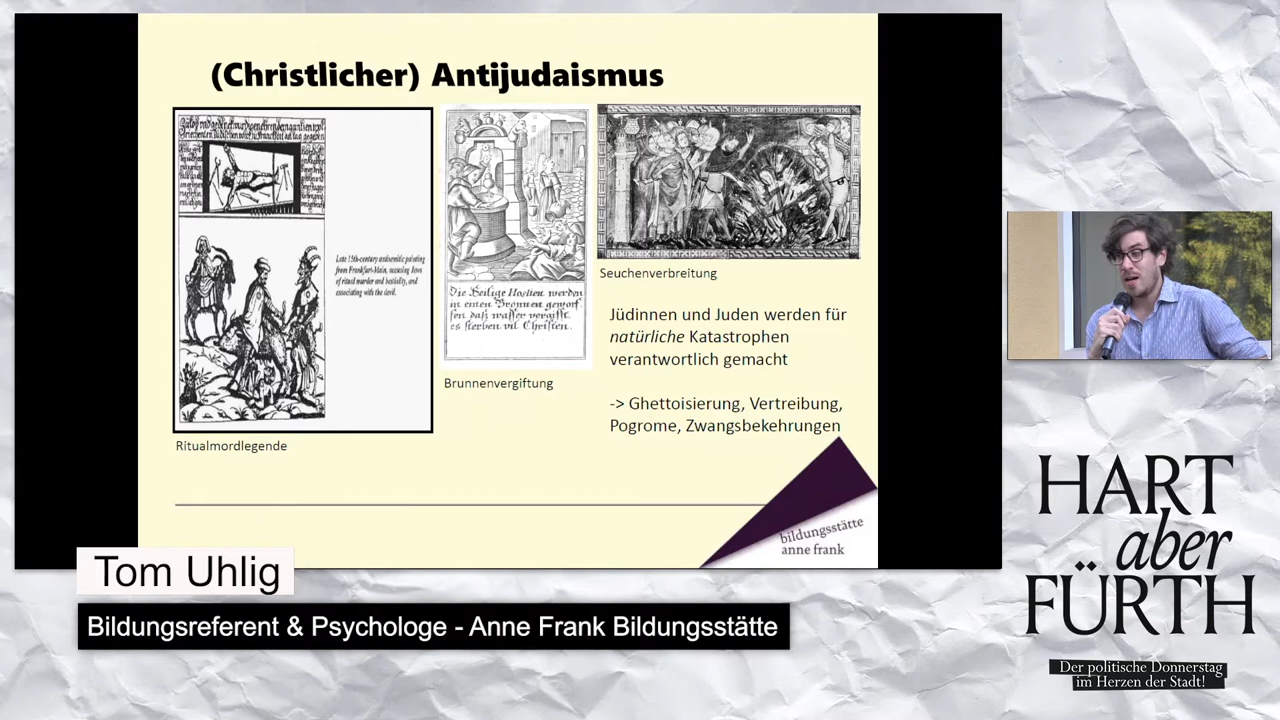 (Christlicher) Antijudaismus
Late 15th-century antisemitic painting
from Frankfurt-Main, accusing Jews
of ritual murder and bestiality, and
associating with the devil.
Ritualmordlegende
Die Heilige Hostien werden
in einen Bronnen geworf-
sen daß wasser vergifft
es sterben vil Christen.
Brunnenvergiftung
Seuchenverbreitung
Jüdinnen und Juden werden für
natürliche Katastrophen
verantwortlich gemacht
-> Ghettoisierung, Vertreibung,
Pogrome, Zwangsbekehrungen
bildungsstätte
anne frank
Tom Uhlig
Bildungsreferent & Psychologe - Anne Frank Bildungsstätte
HART
aber
FÜRTH
Der politische Donnerstag
im Herzen der Stadt!